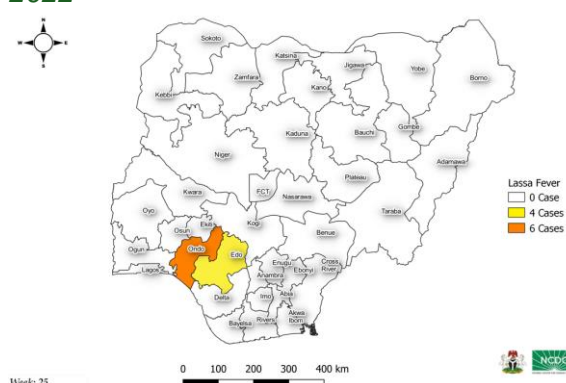 2022
N
W
E
S
Sokoto
Katsina
Jigawa
Yobe
Borno
Zamfara
Kano
Kebbi
Gombe
Kaduna
Bauchi
Niger
Adamawa
Plateau
Kwara
FCT
Nasarawa
Taraba
Oyo
Kogi
Ekiti
Osun
Benue
Ondo
Edo
Ogun
Enugu
Cross
River
Ebonyi
Lagos
Anambra
Delta
Imo
Abia
Akwa
Ibom
Rivers
Bayelsa
Lassa Fever
0 Case
4 Cases
6 Cases
Week: 25
0 100 200 300 400 km
NCDC